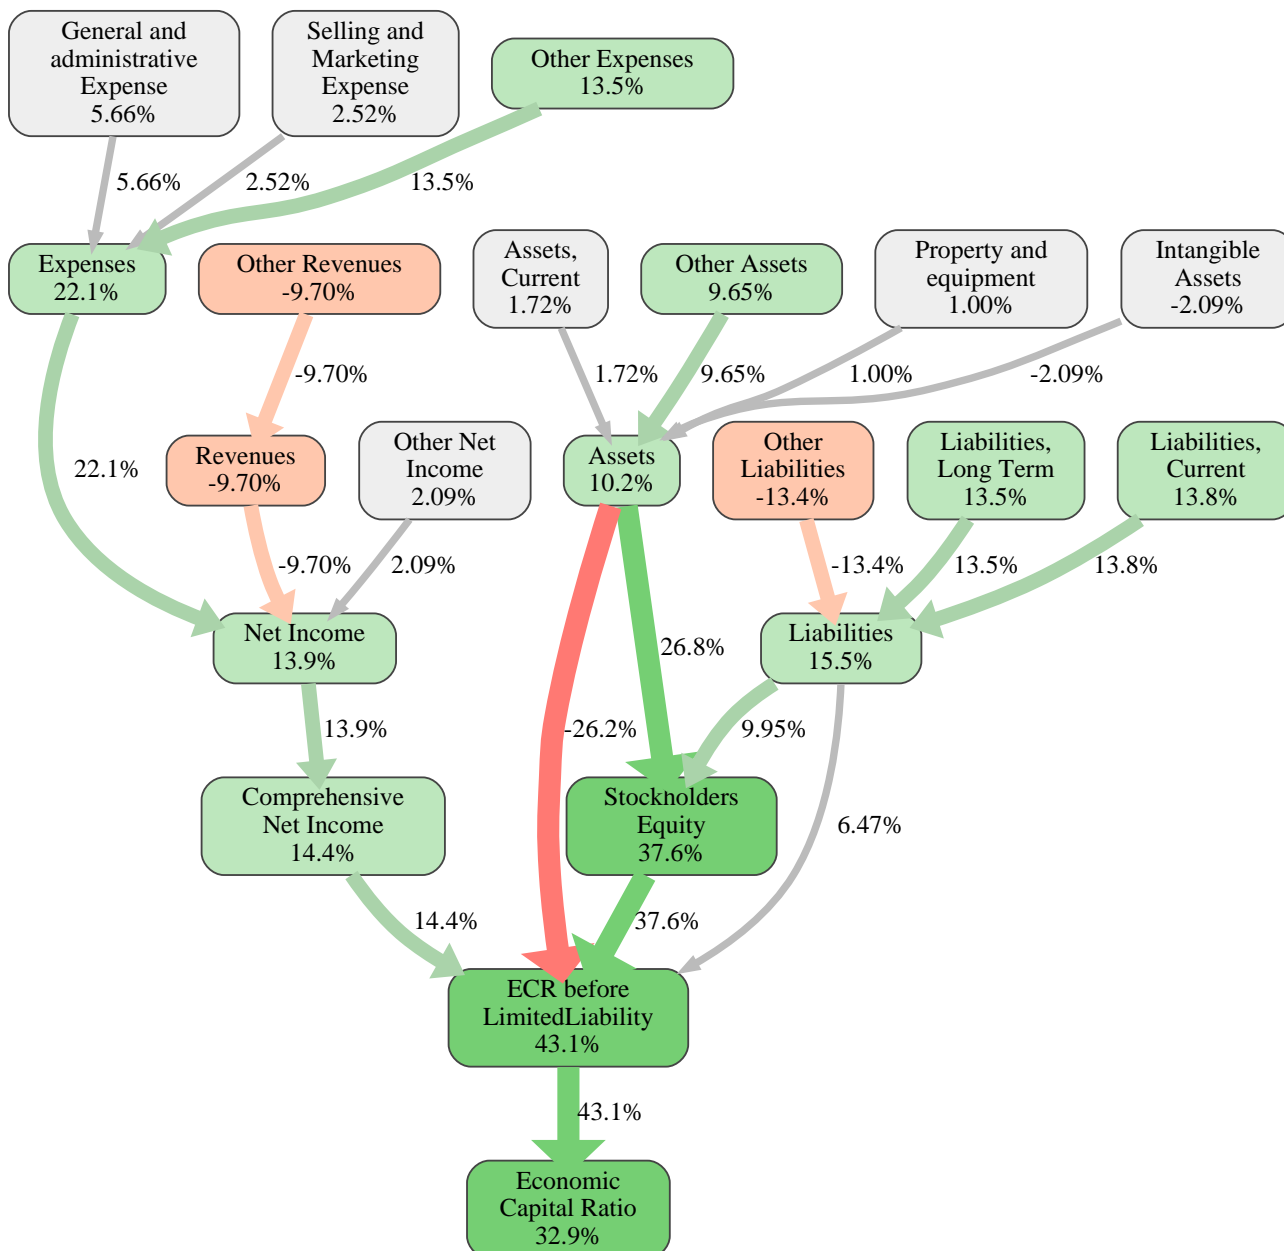 General and
administrative
Expense
5.66%
Selling and
Marketing
Expense
2.52%
Other Expenses
13.5%
5.66%
2.52%
13.5%
Expenses
22.1%
Other Revenues
-9.70%
Assets,
Current
1.72%
Other Assets
9.65%
Property and
equipment
1.00%
Intangible
Assets
-2.09%
-9.70%
1.72%
9.65%
1.00%
-2.09%
22.1%
Revenues
-9.70%
Other Net
Income
2.09%
Assets
10.2%
Other
Liabilities
-13.4%
Liabilities,
Long Term
13.5%
Liabilities,
Current
13.8%
-9.70%
2.09%
-13.4%
13.5%
13.8%
Net Income
13.9%
26.8%
Liabilities
15.5%
13.9%
-26.2%
9.95%
Comprehensive
Net Income
14.4%
Stockholders
Equity
37.6%
6.47%
14.4%
37.6%
ECR before
LimitedLiability
43.1%
43.1%
Economic
Capital Ratio
32.9%